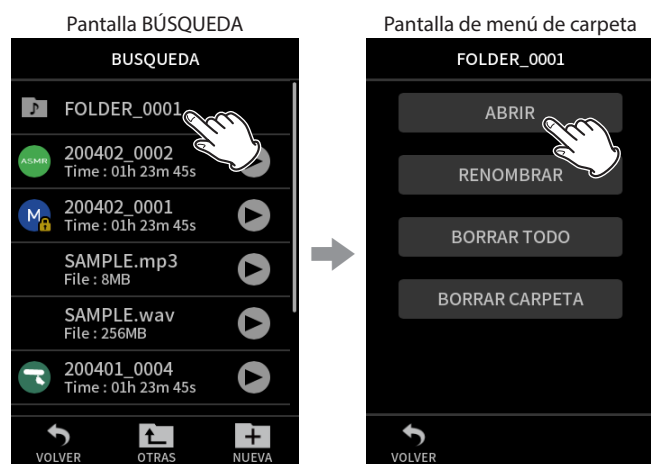 Pantalla BÚSQUEDA
BUSQUEDA
FOLDER_0001
ASMR
200402_0002
Time : 01h 23m 45s
M
200402_0001
Time : 01h 23m 45s
SAMPLE.mp3
File : 8MB
SAMPLE.wav
File : 256MB
200401_0004
Time : 01h 23m 45s
VOLVER
OTRAS
NUEVA
Pantalla de menú de carpeta
FOLDER_0001
ABRIR
RENOMBRAR
BORRAR TODO
BORRAR CARPETA
VOLVER